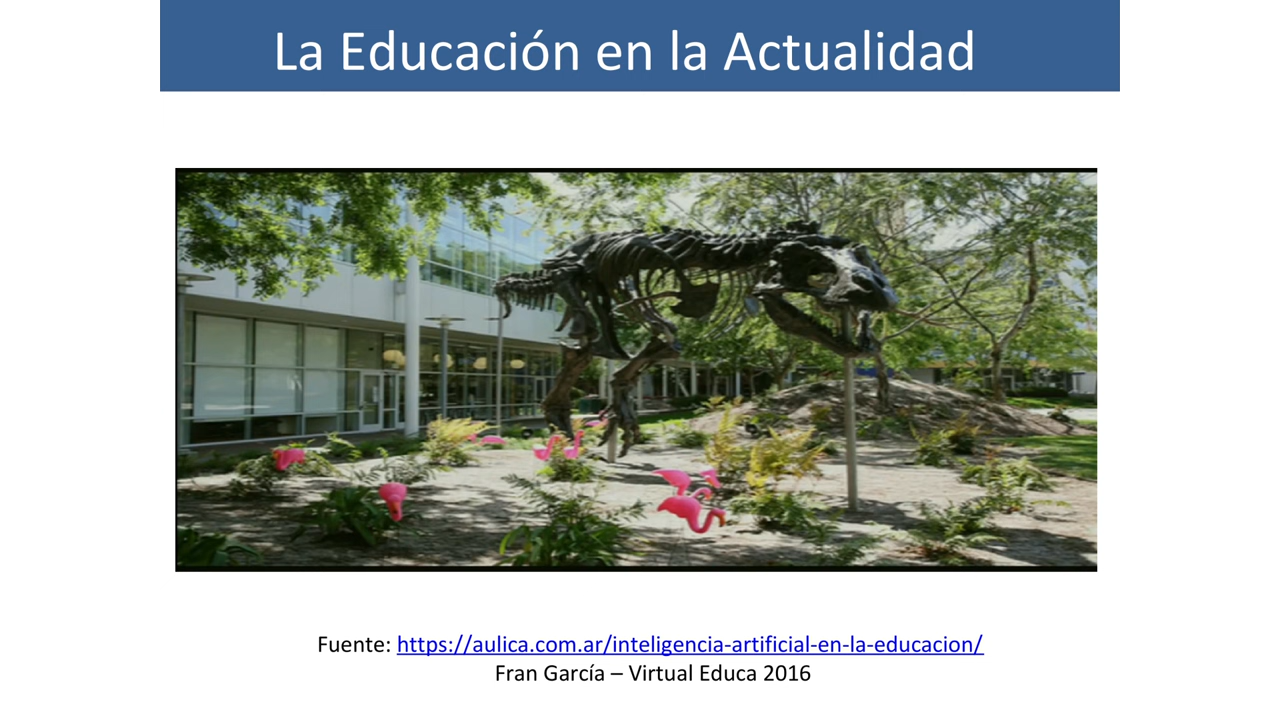 La Educación en la Actualidad
Fuente: https://aulica.com.ar/inteligencia-artificial-en-la-educacion/
Fran García – Virtual Educa 2016